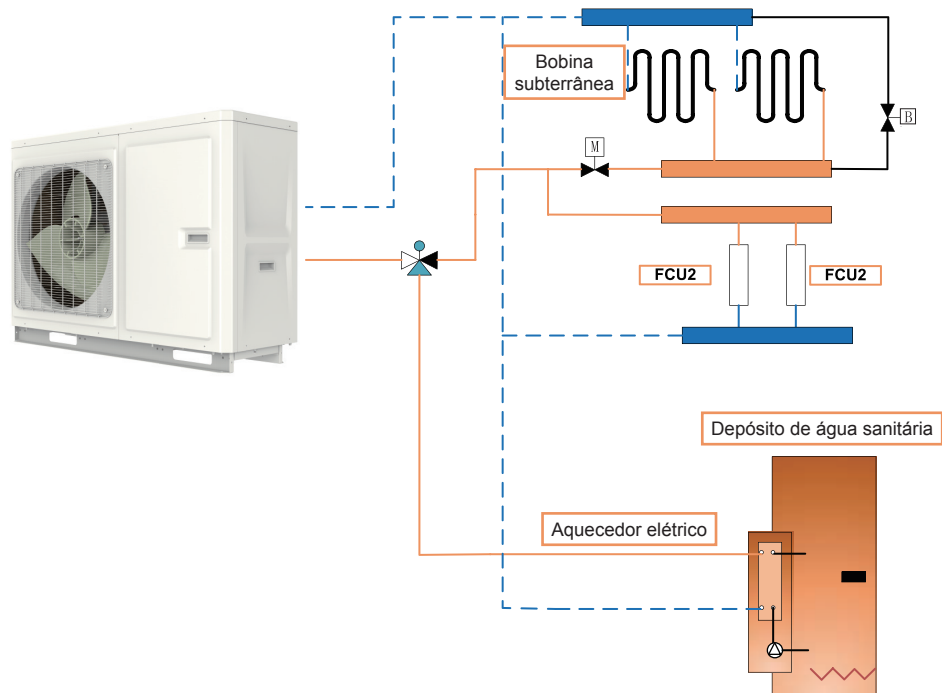 Bobina
subterrânea
M
B
FCU2
FCU2
Depósito de água sanitária
Aquecedor elétrico